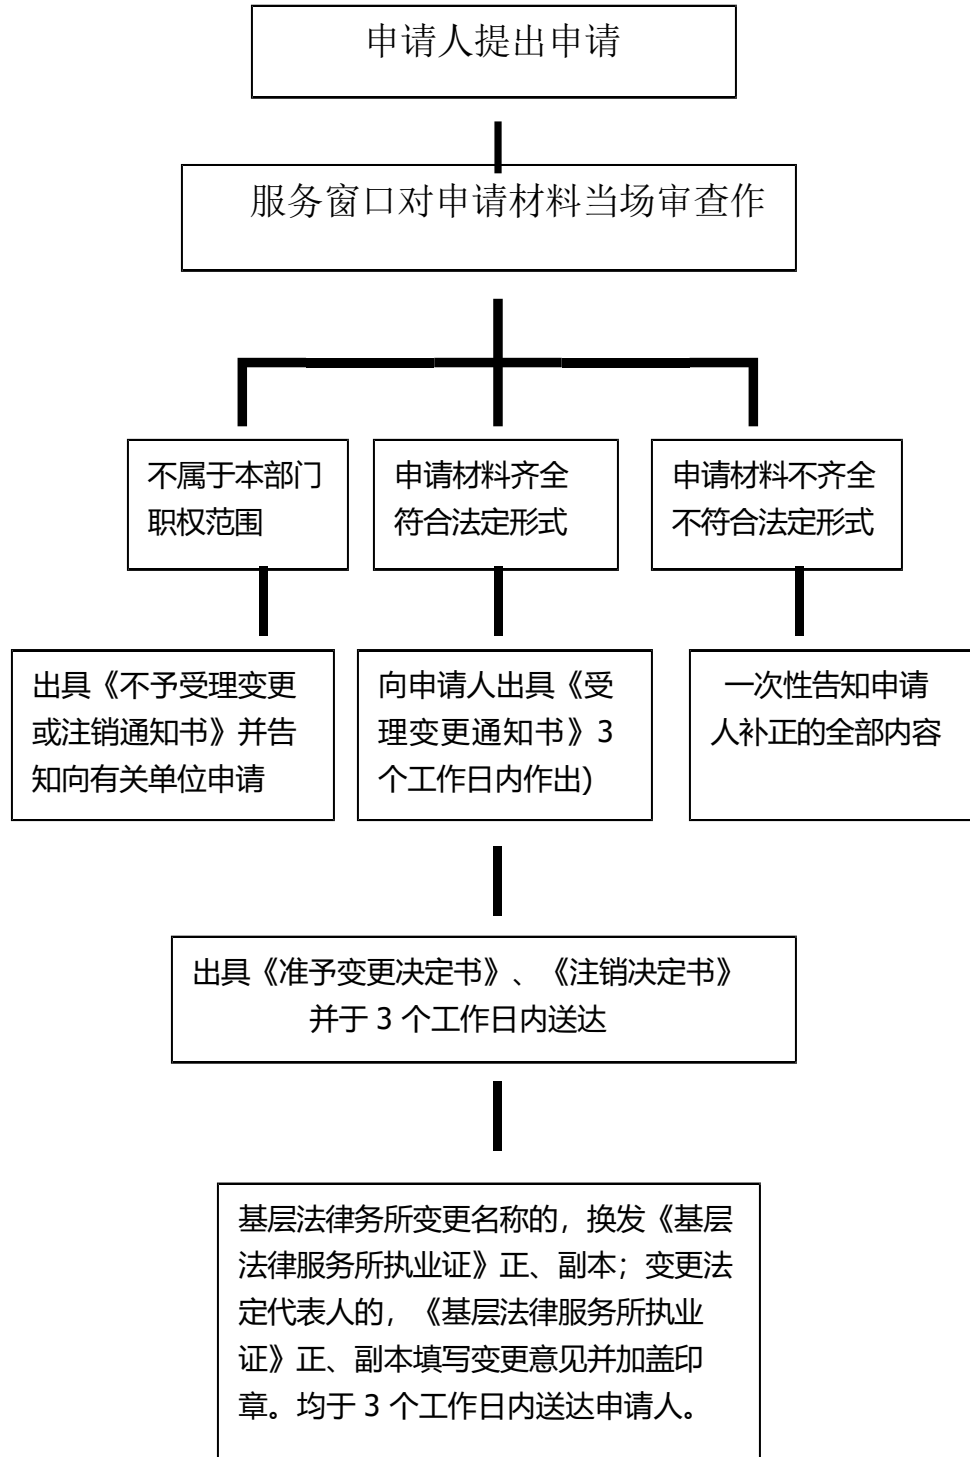 申请人提出申请
服务窗口对申请材料当场审查作
不属于本部门
职权范围
申请材料齐全
符合法定形式
申请材料不齐全
不符合法定形式
出具《不予受理变更
或注销通知书》并告
知向有关单位申请
向申请人出具《受
理变更通知书》3
个工作日内作出)
一次性告知申请
人补正的全部内容
出具《准予变更决定书》、《注销决定书》
并于 3 个工作日内送达
基层法律务所变更名称的，换发《基层
法律服务所执业证》正、副本；变更法
定代表人的，《基层法律服务所执业
证》正、副本填写变更意见并加盖印
章。均于 3 个工作日内送达申请人。